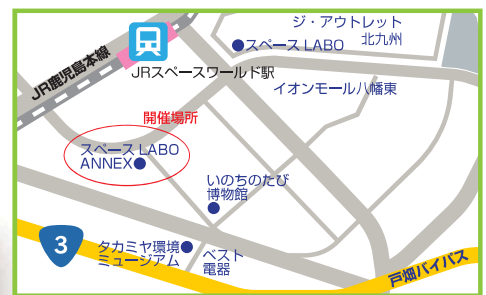 ジ・アウトレット
北九州
スペース LABO
JR鹿児島本線
JRスペースワールド駅
イオンモール八幡東
開催場所
スペース LABO
ANNEX
いのちのたび
博物館
3
タカミヤ環境
ミュージアム
ベスト
電器
戸畑バイパス